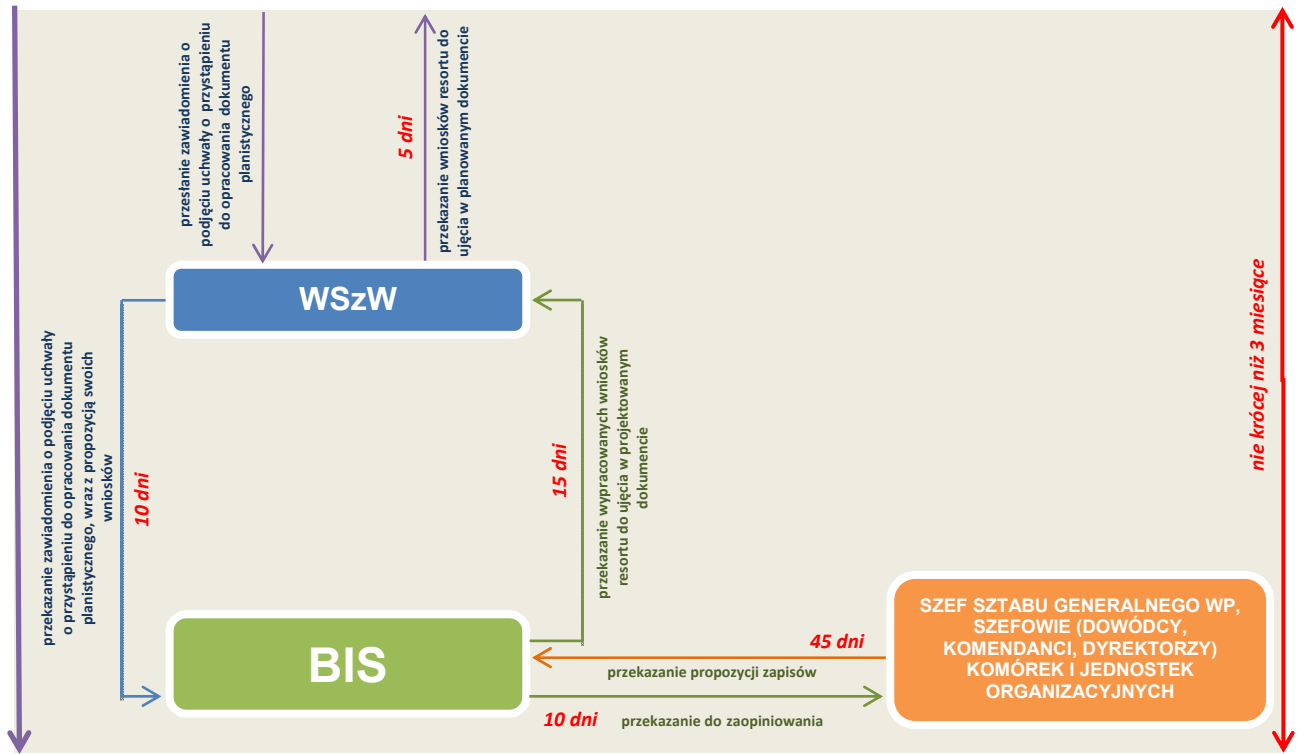 przesłanie zawiadomienia o
podjęciu uchwały o przystąpieniu
do opracowania dokumentu
planistycznego
5 dni
przekazanie wniosków resortu do
ujęcia w planowanym dokumencie
WSzW
przekazanie zawiadomienia o podjęciu uchwały
o przystąpieniu do opracowania dokumentu
planistycznego, wraz z propozycją swoich
wniosków
10 dni
15 dni
przekazanie wypracowanych wniosków
resortu do ujęcia w projektowanym
dokumencie
nie krócej niż 3 miesiące
BIS
45 dni
przekazanie propozycji zapisów
10 dni
przekazanie do zaopiniowania
SZEF SZTABU GENERALNEGO WP,
SZEFOWIE (DOWÓDCY,
KOMENDANCI, DYREKTORZY)
KOMÓREK I JEDNOSTEK
ORGANIZACYJNYCH